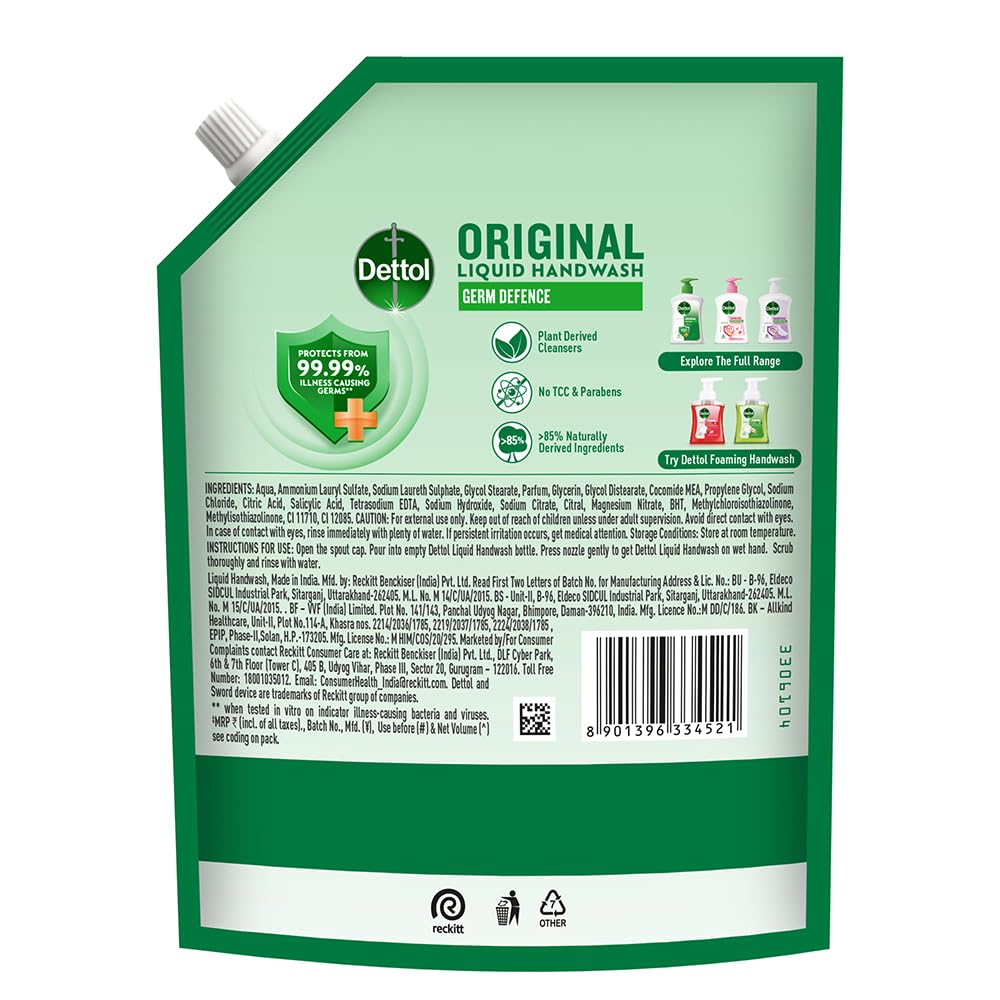 Dettol
ORIGINAL
LIQUID HANDWASH
GERM DEFENCE
PROTECTS FROM
99.99%
ILLNESS CAUSING
GERMS**
Plant Derived
Cleansers
No TCC & Parabens
>85%
>85% Naturally
Derived Ingredients
Dettol
Dettol
Dettol
Explore The Full Range
Try Dettol Foaming Handwash
INGREDIENTS: Aqua, Ammonium Lauryl Sulfate, Sodium Laureth Sulphate, Glycol Stearate, Parfum, Glycerin, Glycol Distearate, Cocomide MEA, Propylene Glycol, Sodium
Chloride, Citric Acid, Salicylic Acid, Tetrasodium EDTA, Sodium Hydroxide, Sodium Citrate, Citral, Magnesium Nitrate, BHT, Methylchloroisothiazolinone,
Methylisothiazolinone, CI 11710, CI 12085. CAUTION: For external use only. Keep out of reach of children unless under adult supervision. Avoid direct contact with eyes.
In case of contact with eyes, rinse immediately with plenty of water. If persistent irritation occurs, get medical attention. Storage Conditions: Store at room temperature.
INSTRUCTIONS FOR USE: Open the spout cap. Pour into empty Dettol Liquid Handwash bottle. Press nozzle gently to get Dettol Liquid Handwash on wet hand. Scrub
thoroughly and rinse with water.
Liquid Handwash, Made in India. Mfd. by: Reckitt Benckiser (India) Pvt. Ltd. Read First Two Letters of Batch No. for Manufacturing Address & Lic. No.: BU - B-96, Eldeco
SIDCUL Industrial Park, Sitarganj, Uttarakhand-262405. M.L. No. M 14/C/UA/2015. BS - Unit-II, B-96, Eldeco SIDCUL Industrial Park, Sitarganj, Uttarakhand-262405. M.L.
No. M 15/C/UA/2015. . BF – VVF (India) Limited. Plot No. 141/143, Panchal Udyog Nagar, Bhimpore, Daman-396210, India. Mfg. Licence No.:M DD/C/186. BK – Allkind
Healthcare, Unit-II, Plot No.114-A, Khasra nos. 2214/2036/1785, 2219/2037/1785, 2224/2038/1785 ,
EPIP, Phase-II,Solan, H.P.-173205. Mfg. License No.: M HIM/COS/20/295. Marketed by/For Consumer
Complaints contact Reckitt Consumer Care at: Reckitt Benckiser (India) Pvt. Ltd., DLF Cyber Park,
6th & 7th Floor (Tower C), 405 B, Udyog Vihar, Phase III, Sector 20, Gurugram – 122016. Toll Free
Number: 18001035012. Email: ConsumerHealth_India@reckitt.com. Dettol and
Sword device are trademarks of Reckitt group of companies.
** when tested in vitro on indicator illness-causing bacteria and viruses.
‡MRP ₹ (incl. of all taxes)., Batch No., Mfd. (¥), Use before (#) & Net Volume (^)
see coding on pack.
8 901396 334521
3306104
reckitt
7
OTHER